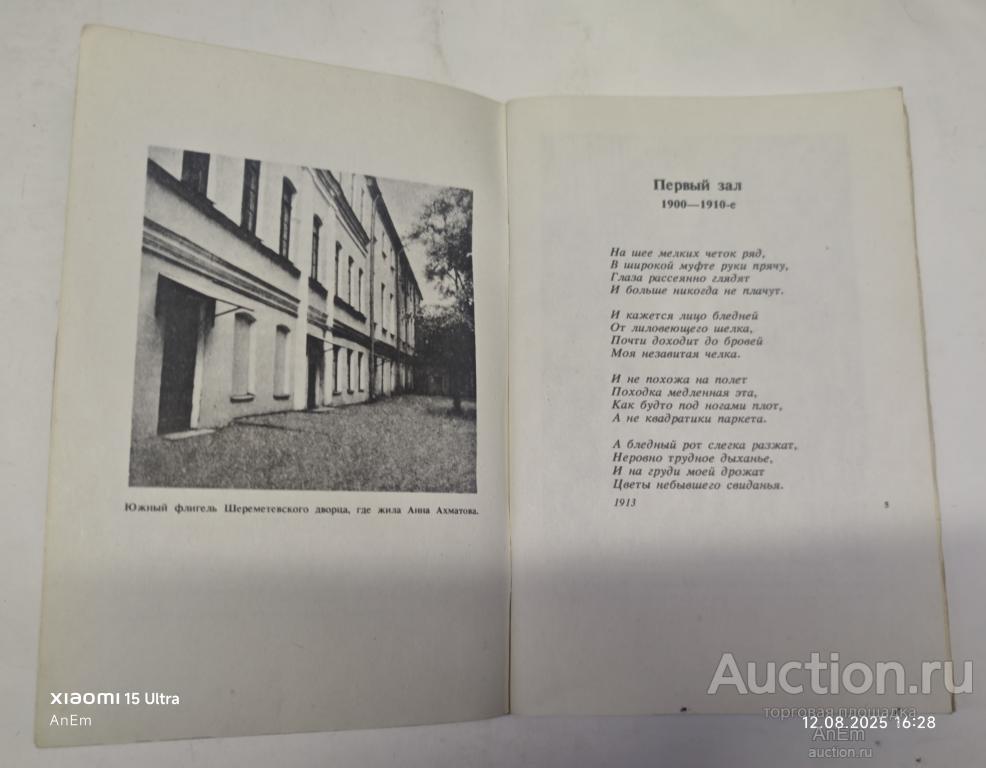 Южный флигель Шереметевского дворца, где жила Анна Ахматова.
Первый зал
1900—1910-е
На шее мелких четок ряд,
В широкой муфте руки прячу,
Глаза рассеянно глядят
И больше никогда не плачут.
И кажется лицо бледней
От лиловеющего шелка,
Почти доходит до бровей
Моя незавитая челка.
И не похожа на полет
Походка медленная эта,
Как будто под ногами плот,
А не квадратики паркета.
А бледный рот слегка разжат,
Неровно трудное дыханье,
И на груди моей дрожат
Цветы небывшего свиданья.
1913
5
xiaomi 15 Ultra
AnEm
Auction.ru
торговая площадка
12.08.2025 16:28
AnEm
auction.ru